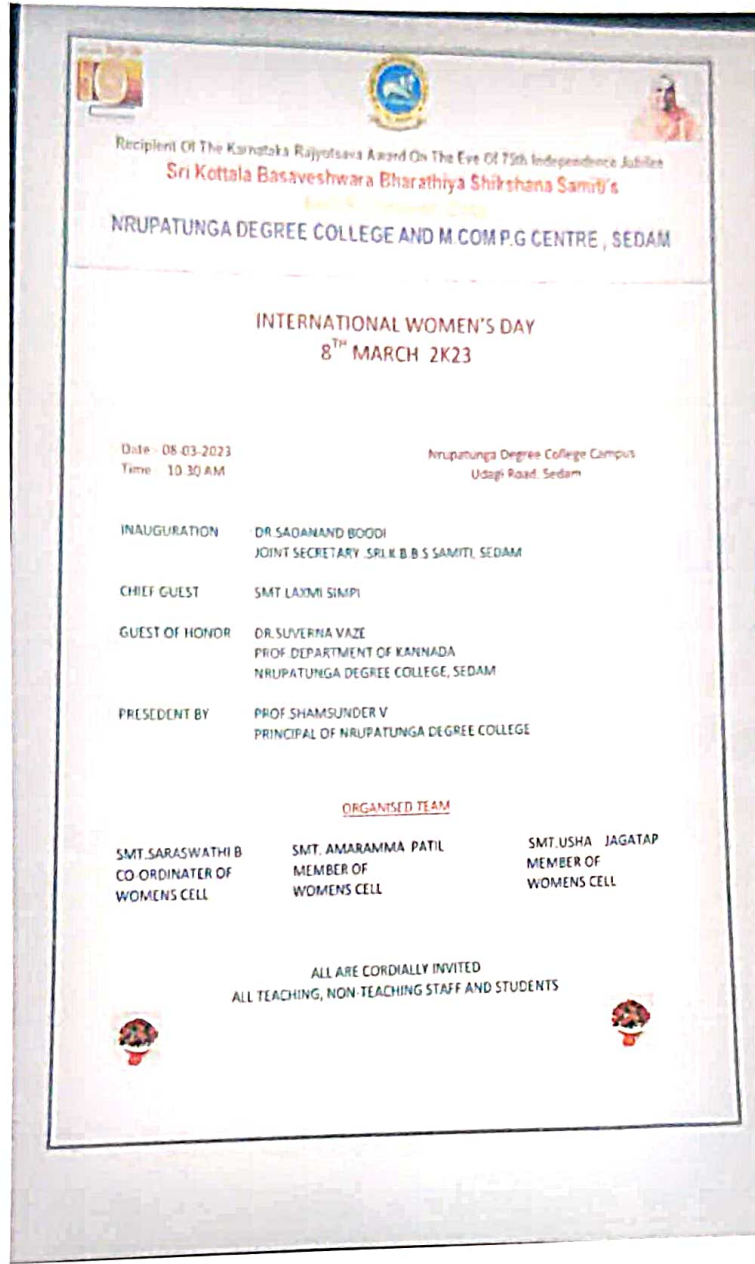 Recipient Of The Karnataka Rajyotsava Award On The Eve Of 75th Independence Jubilee
Sri Kottala Basaveshwara Bharathiya Shikshana Samiti's
NRUPATUNGA DEGREE COLLEGE AND M.COM P.G CENTRE , SEDAM
INTERNATIONAL WOMEN'S DAY
8TH MARCH 2K23
Date : 08-03-2023
Nrupatunga Degree College Campus
Time : 10:30 AM
Udagi Road, Sedam
INAUGURATION DR.SADANAND BOODI
JOINT SECRETARY .SRI.K.B.B.S SAMITI, SEDAM
CHIEF GUEST SMT LAXMI SIMPI
GUEST OF HONOR DR.SUVERNA VAZE
PROF.DEPARTMENT OF KANNADA
NRUPATUNGA DEGREE COLLEGE, SEDAM
PRESEDENT BY PROF.SHAMSUNDER V
PRINCIPAL OF NRUPATUNGA DEGREE COLLEGE
ORGANISED TEAM
SMT.SARASWATHI B
CO-ORDINATER OF
WOMENS CELL
SMT. AMARAMMA PATIL
MEMBER OF
WOMENS CELL
SMT.USHA JAGATAP
MEMBER OF
WOMENS CELL
ALL ARE CORDIALLY INVITED
ALL TEACHING, NON-TEACHING STAFF AND STUDENTS